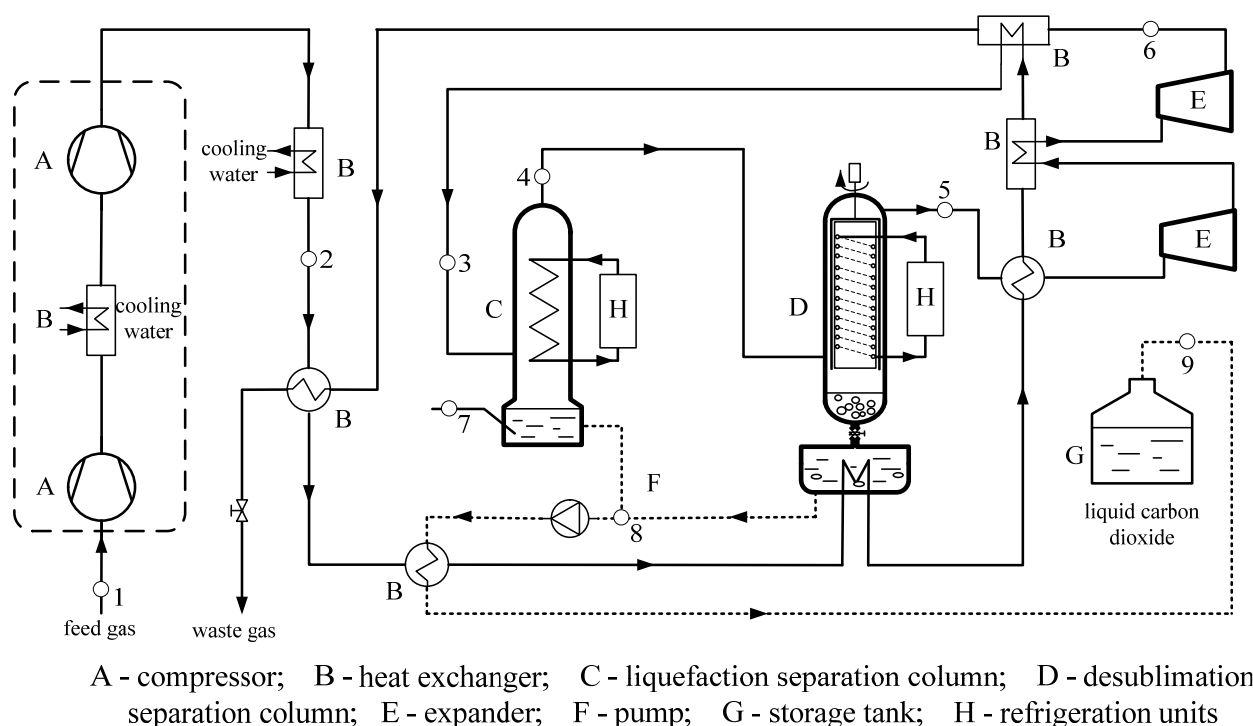 6
B
E
A
cooling
water
B
B
4
5
B
E
2
3
C
H
D
H
B
cooling
water
9
B
7
G
A
F
liquid carbon
dioxide
8
B
1
feed gas
waste gas
A - compressor; B - heat exchanger; C - liquefaction separation column; D - desublimation
separation column; E - expander; F - pump; G - storage tank; H - refrigeration units